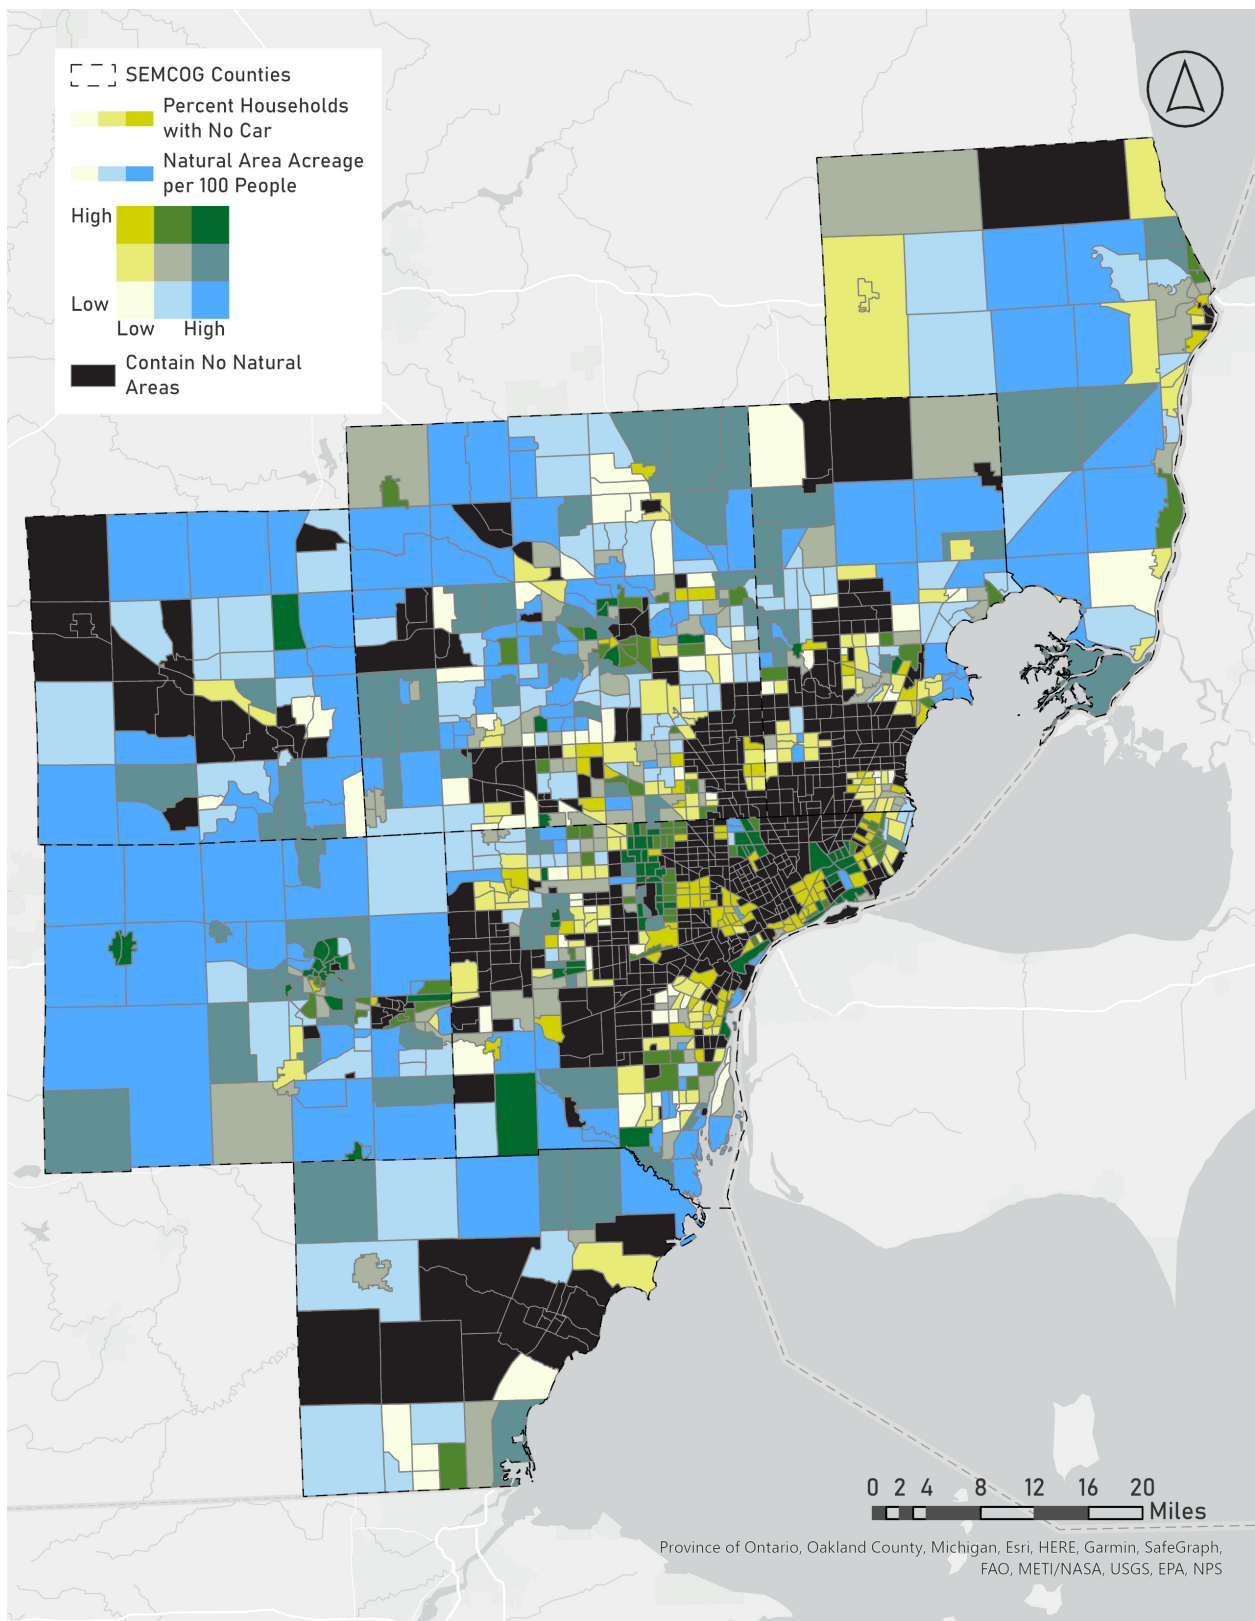 SEMCOG Counties
Percent Households
with No Car
Natural Area Acreage
per 100 People
High
Low
Low High
Contain No Natural
Areas
0 2 4 8 12 16 20
Miles
Province of Ontario, Oakland County, Michigan, Esri, HERE, Garmin, SafeGraph,
FAO, METI/NASA, USGS, EPA, NPS